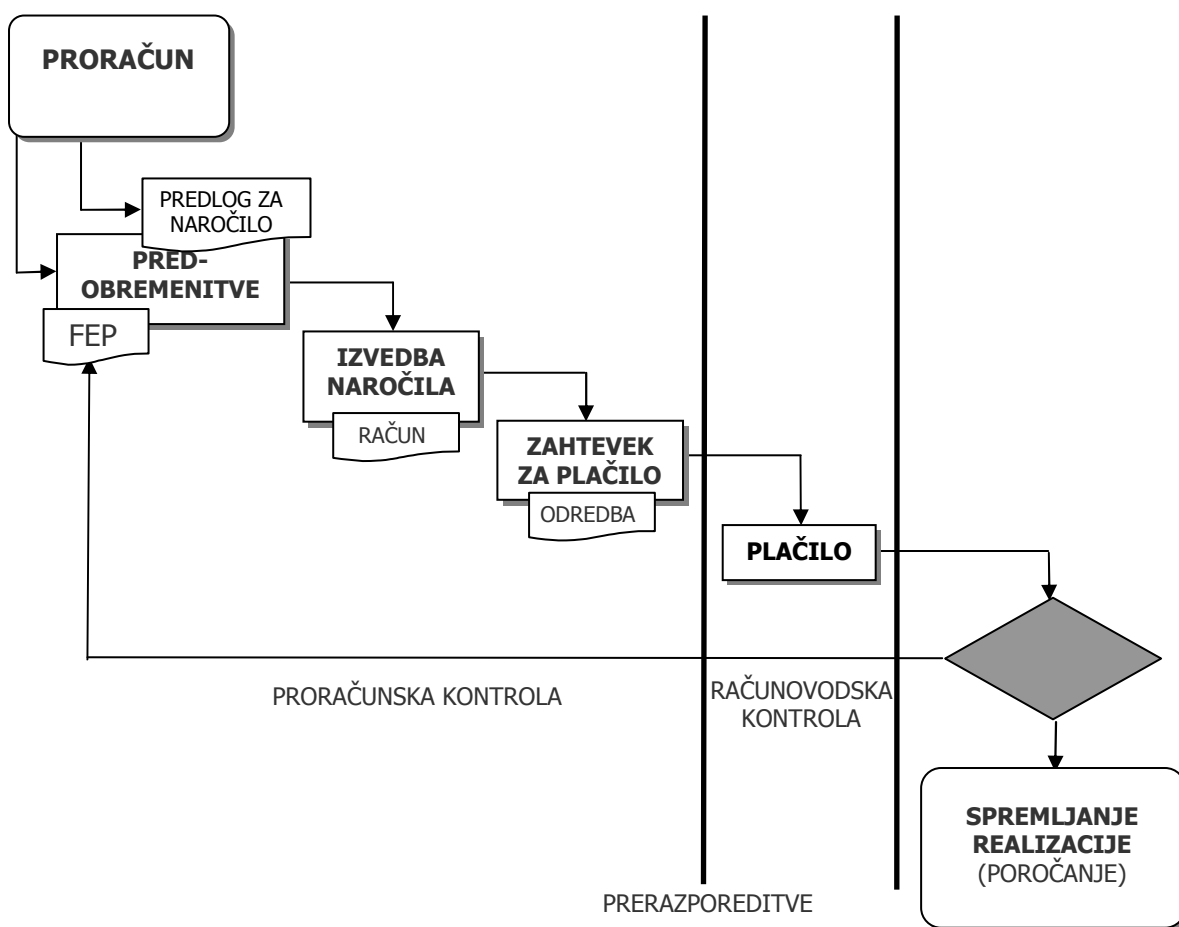 PRORAČUN
PREDLOG ZA
NAROČILO
PRED-
OBREMENITVE
FEP
IZVEDBA
NAROČILA
RAČUN
ZAHTEVEK
ZA PLAČILO
ODREDBA
PLAČILO
PRORAČUNSKA KONTROLA
RAČUNOVODSKA
KONTROLA
SPREMLJANJE
REALIZACIJE
(POROČANJE)
PRERAZPOREDITVE